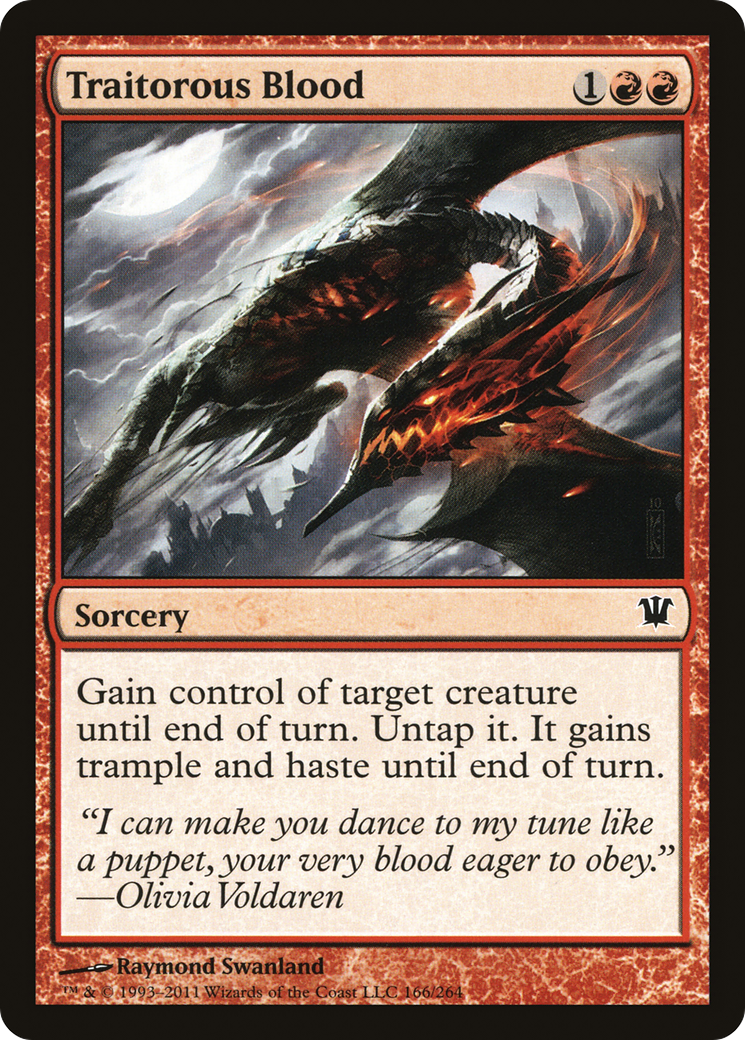 Traitorous Blood 1
10
Sorcery
Gain control of target creature
until end of turn. Untap it. It gains
trample and haste until end of turn.
“I can make you dance to my tune like
a puppet, your very blood eager to obey.”
—Olivia Voldaren
Raymond Swanland
™ & © 1993–2011 Wizards of the Coast LLC 166/264